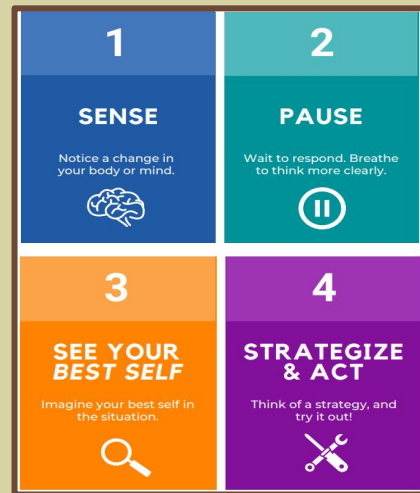 1
SENSE
Notice a change in
your body or mind.
2
PAUSE
Wait to respond. Breathe
to think more clearly.
3
SEE YOUR
BEST SELF
Imagine your best self in
the situation.
4
STRATEGIZE
& ACT
Think of a strategy, and
try it out!